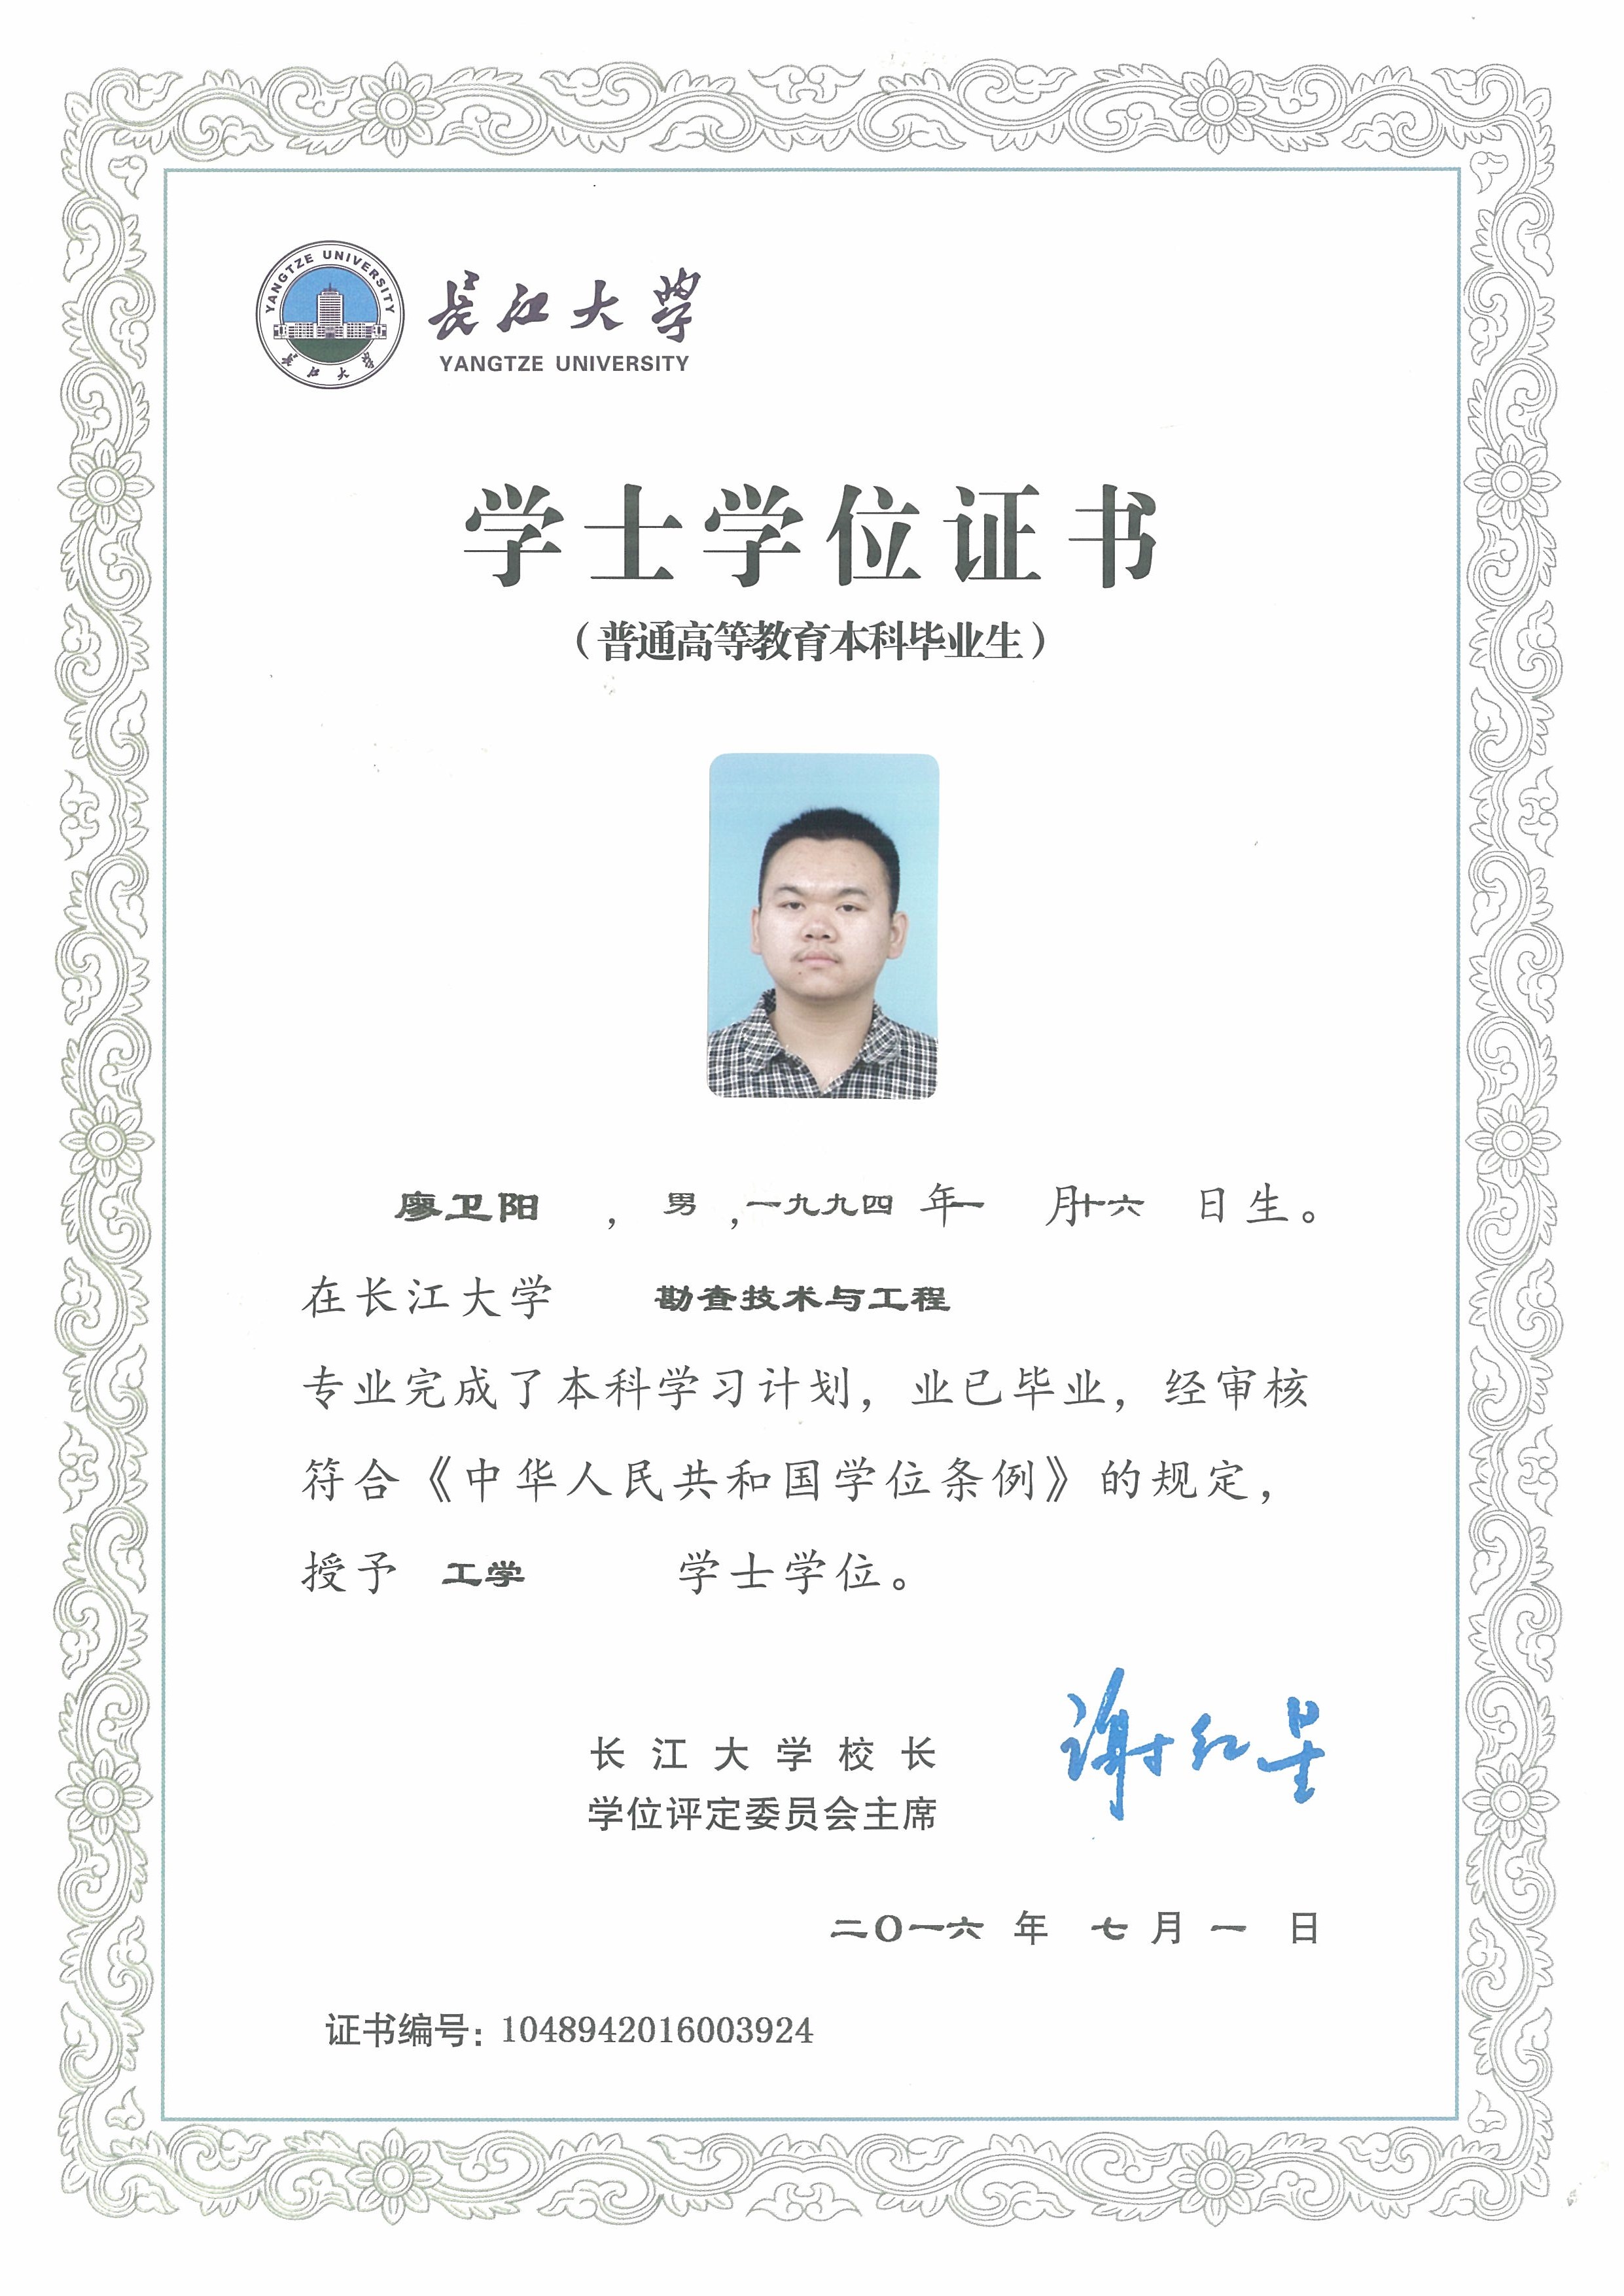 YANGTZE UNIVERSITY
长江大学
长江大学
YANGTZE UNIVERSITY
学士学位证书
（普通高等教育本科毕业生）
廖卫阳 ，男，一九九四 年一 月十六 日生。
在长江大学 勘查技术与工程
专业完成了本科学习计划，业已毕业，经审核
符合《中华人民共和国学位条例》的规定，
授予 工学 学士学位。
长江大学校长
学位评定委员会主席
谢红星
二〇一六 年 七 月 一 日
证书编号：1048942016003924